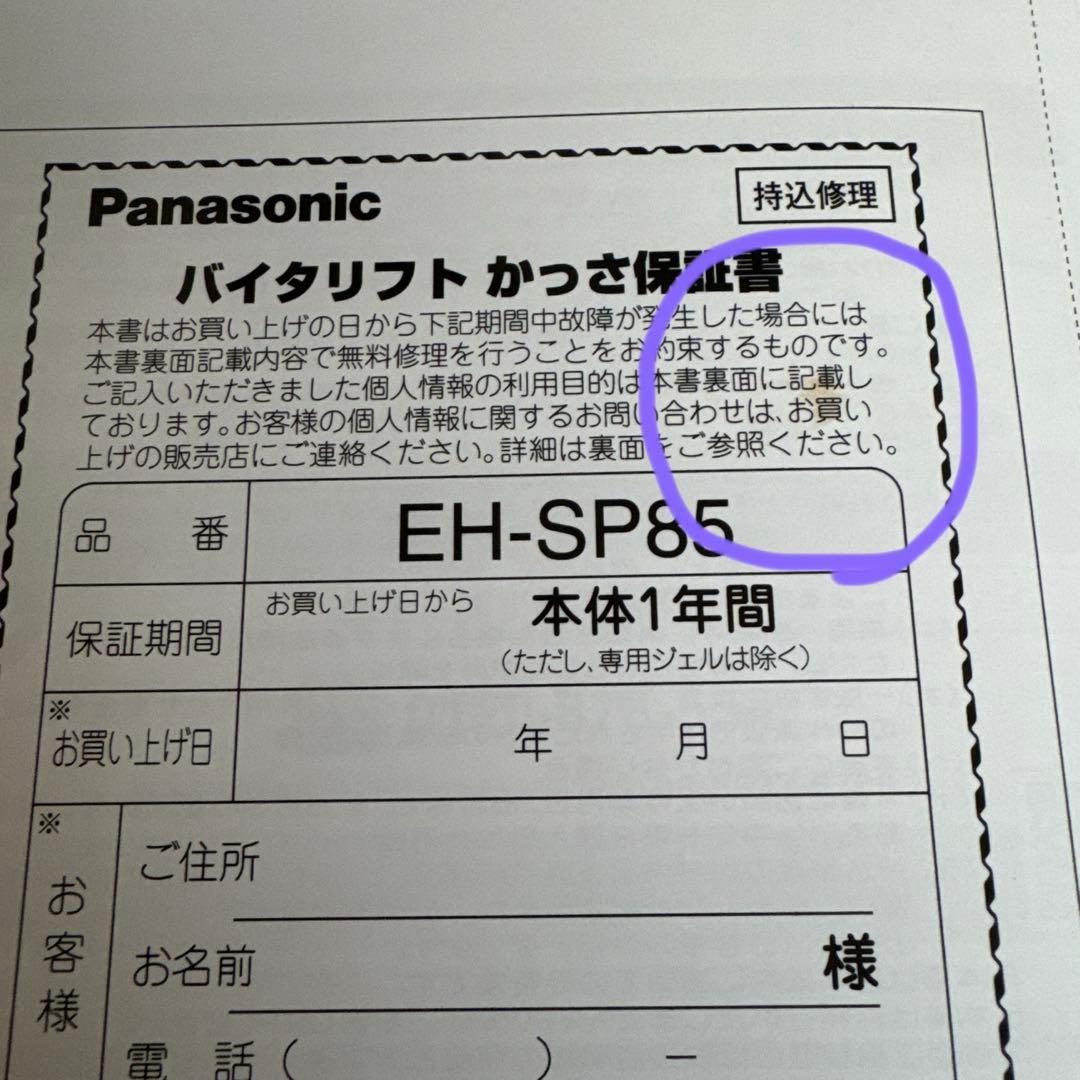 Panasonic
持込修理
バイタリフト かっさ保証書
本書はお買い上げの日から下記期間中故障が発生した場合には
本書裏面記載内容で無料修理を行うことをお約束するものです。
ご記入いただきました個人情報の利用目的は本書裏面に記載し
ております。お客様の個人情報に関するお問い合わせは、お買い
上げの販売店にご連絡ください。詳細は裏面をご参照ください。
品番 EH-SP85
保証期間 お買い上げ日から 本体1年間
(ただし、専用ジェルは除く)
※お買い上げ日 年 月 日
※お客様
ご住所
お名前 様
電話( ) ー